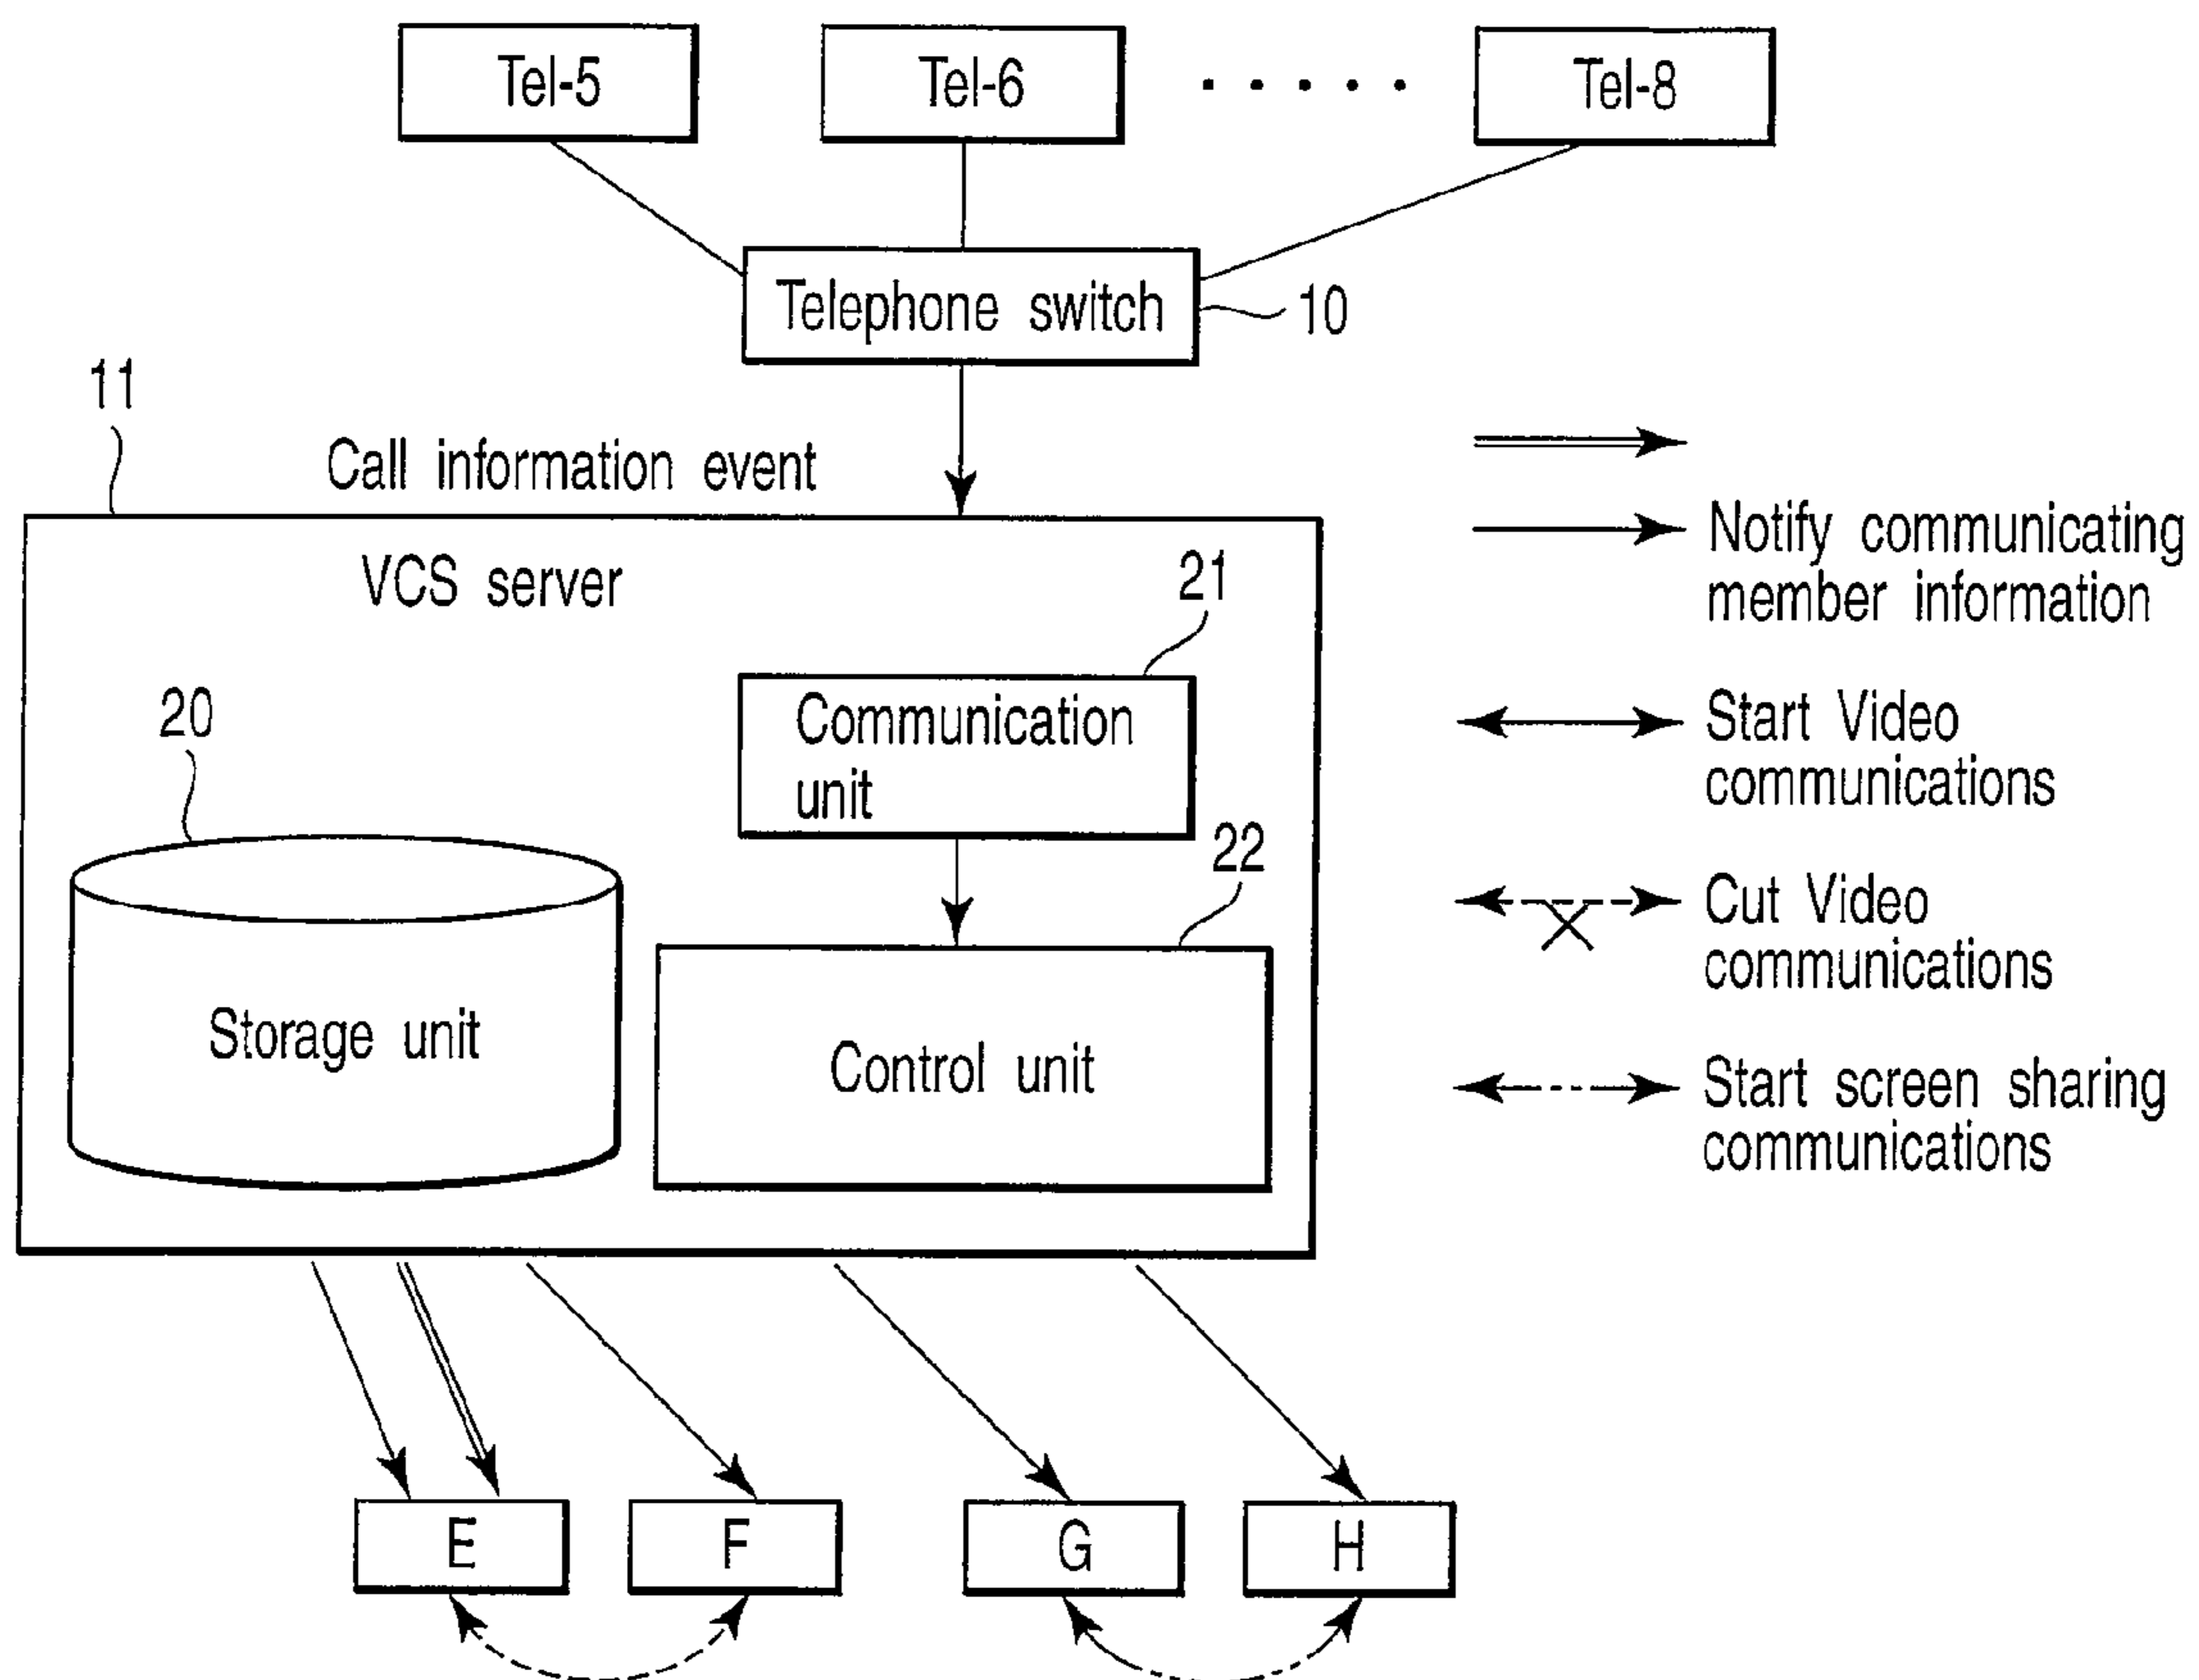 Tel-5
Tel-6
Tel-8
Telephone switch
10
11
Call information event
VCS server
21
Communication
unit
20
22
Storage unit
Control unit
Notify communicating
member information
Start Video
communications
Cut Video
communications
Start screen sharing
communications
E
F
G
H